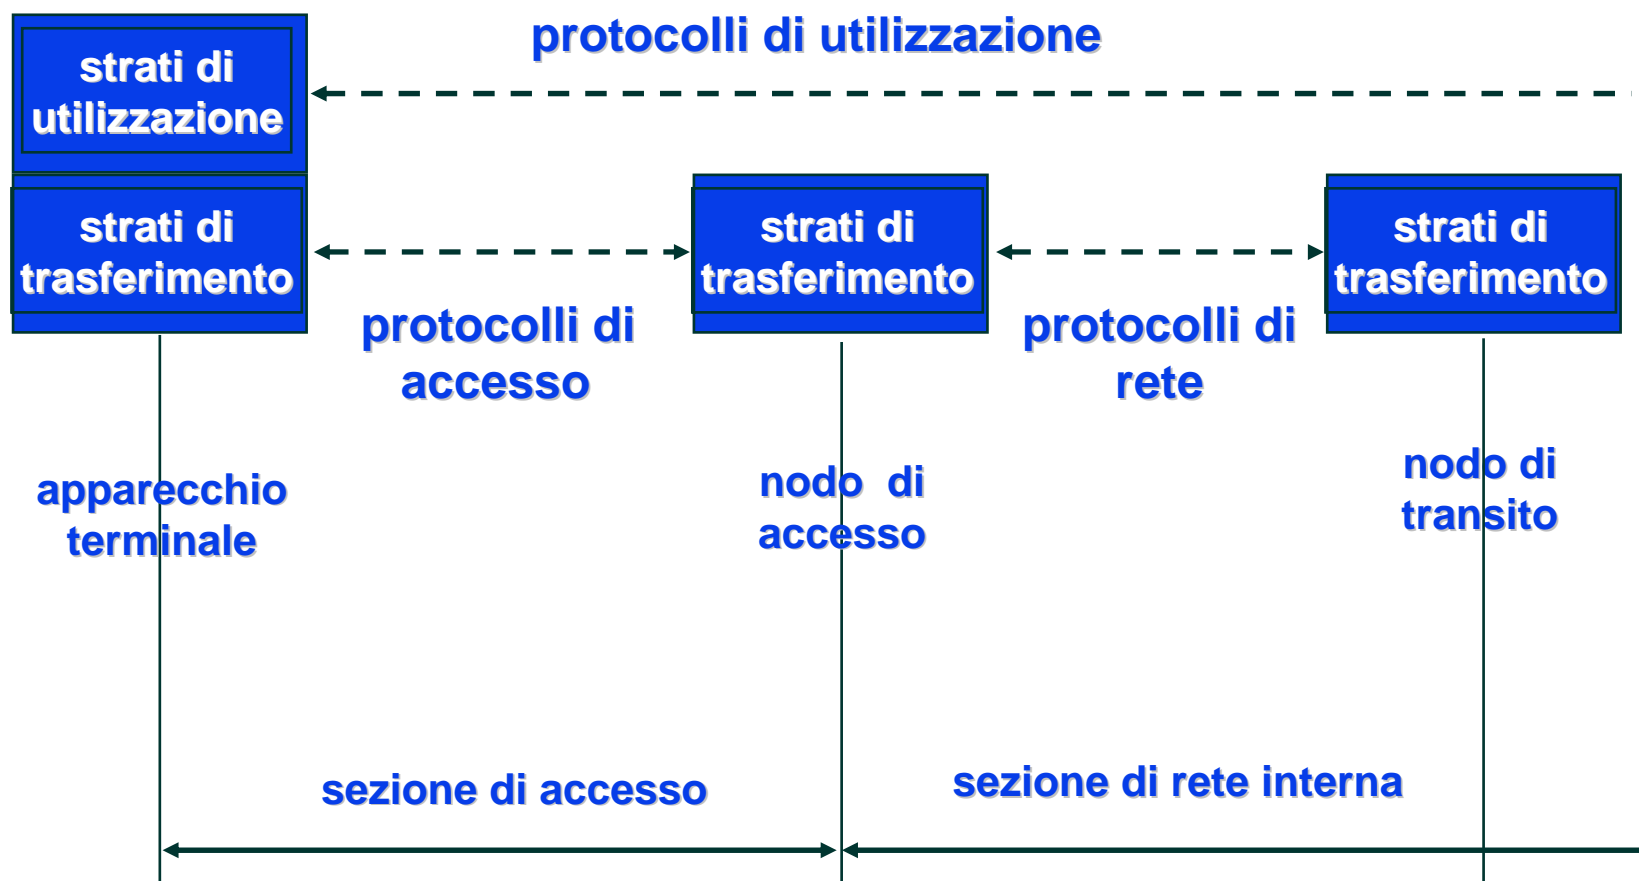 protocolli di utilizzazione
strati di
utilizzazione
strati di
trasferimento
strati di
trasferimento
strati di
trasferimento
protocolli di
accesso
protocolli di
rete
apparecchio
terminale
nodo di
accesso
nodo di
transito
sezione di accesso
sezione di rete interna